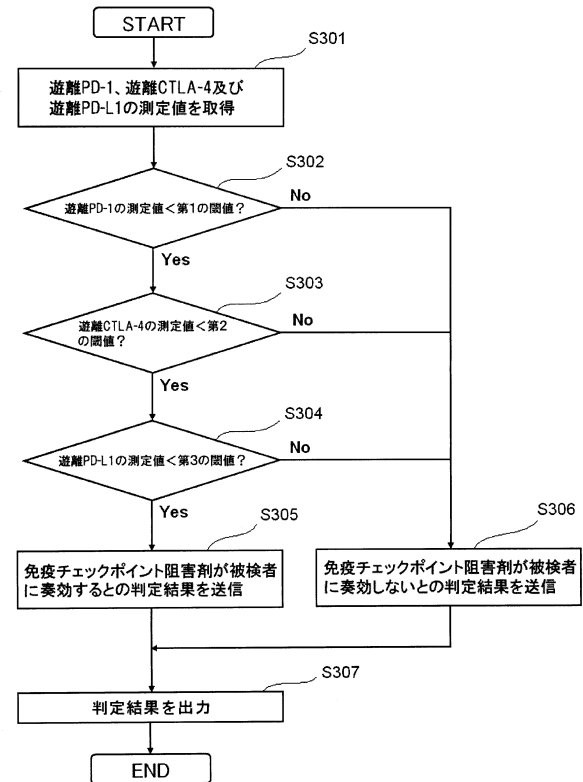 START
S301
遊離PD-1、遊離CTLA-4及び
遊離PD-L1の測定値を取得
S302
遊離PD-1の測定値＜第1の閾値？
No
Yes
S303
遊離CTLA-4の測定値＜第2
の閾値？
No
Yes
S304
遊離PD-L1の測定値＜第3の閾値？
No
Yes
S305
免疫チェックポイント阻害剤が被検者
に奏効するとの判定結果を送信
S306
免疫チェックポイント阻害剤が被検者
に奏効しないとの判定結果を送信
S307
判定結果を出力
END